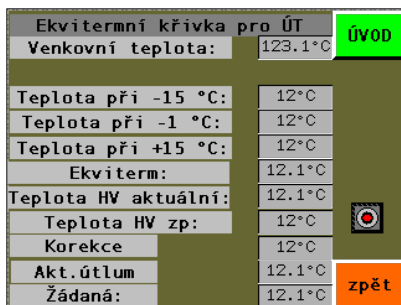 Ekvitermní křivka pro ÚT
ÚVOD
Venkovní teplota: 123.1°C
Teplota při -15 °C: 12°C
Teplota při -1 °C: 12°C
Teplota při +15 °C: 12°C
Ekviterm: 12.1°C
Teplota HV aktuální: 12.1°C
Teplota HV zp: 12°C
Korekce 12°C
Akt.útlum 12.1°C
Žádaná: 12.1°C
zpět